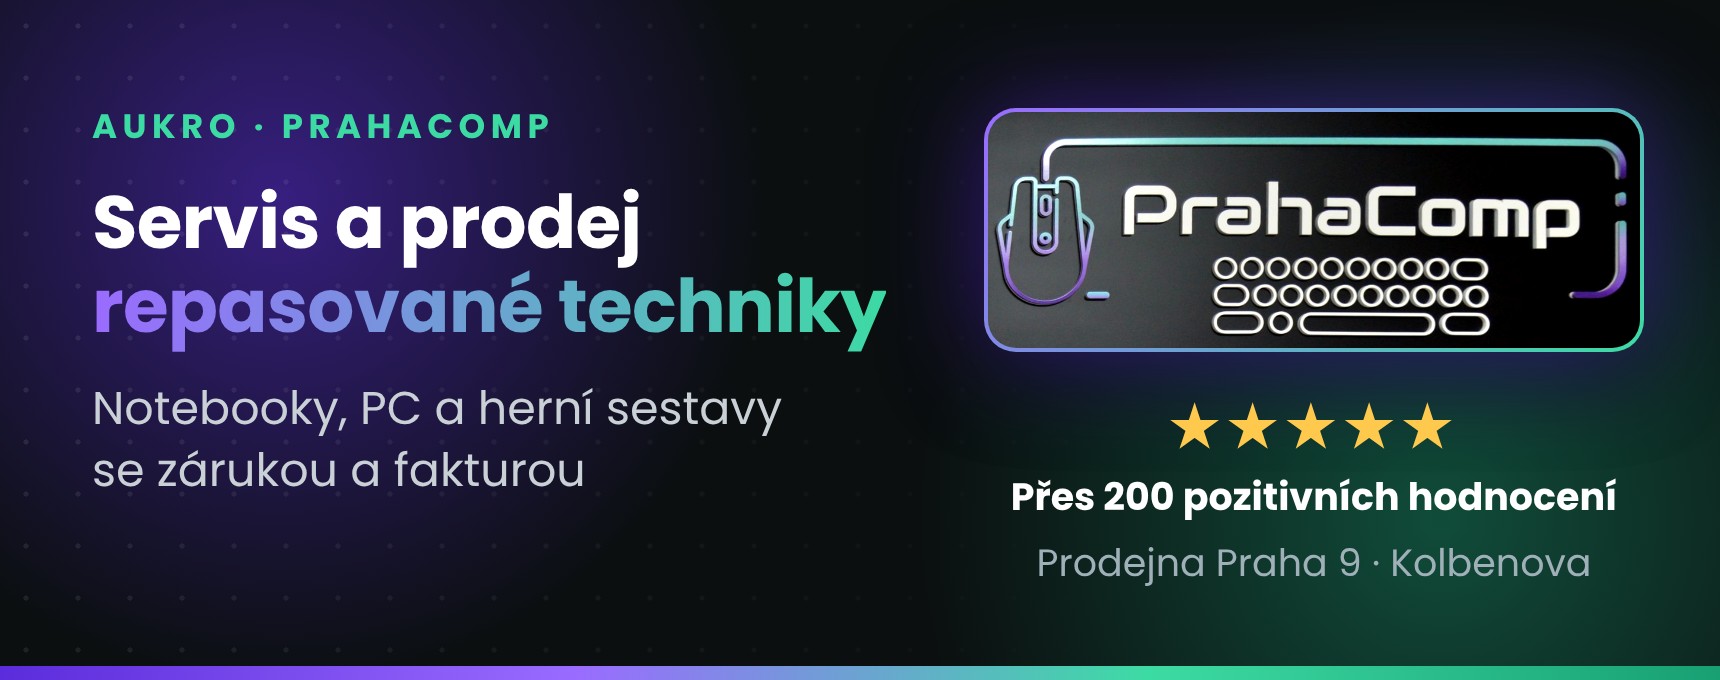 AUKRO · PRAHACOMP
Servis a prodej
repasované techniky
Notebooky, PC a herní sestavy
se zárukou a fakturou
PrahaComp
Přes 200 pozitivních hodnocení
Prodejna Praha 9 · Kolbenova